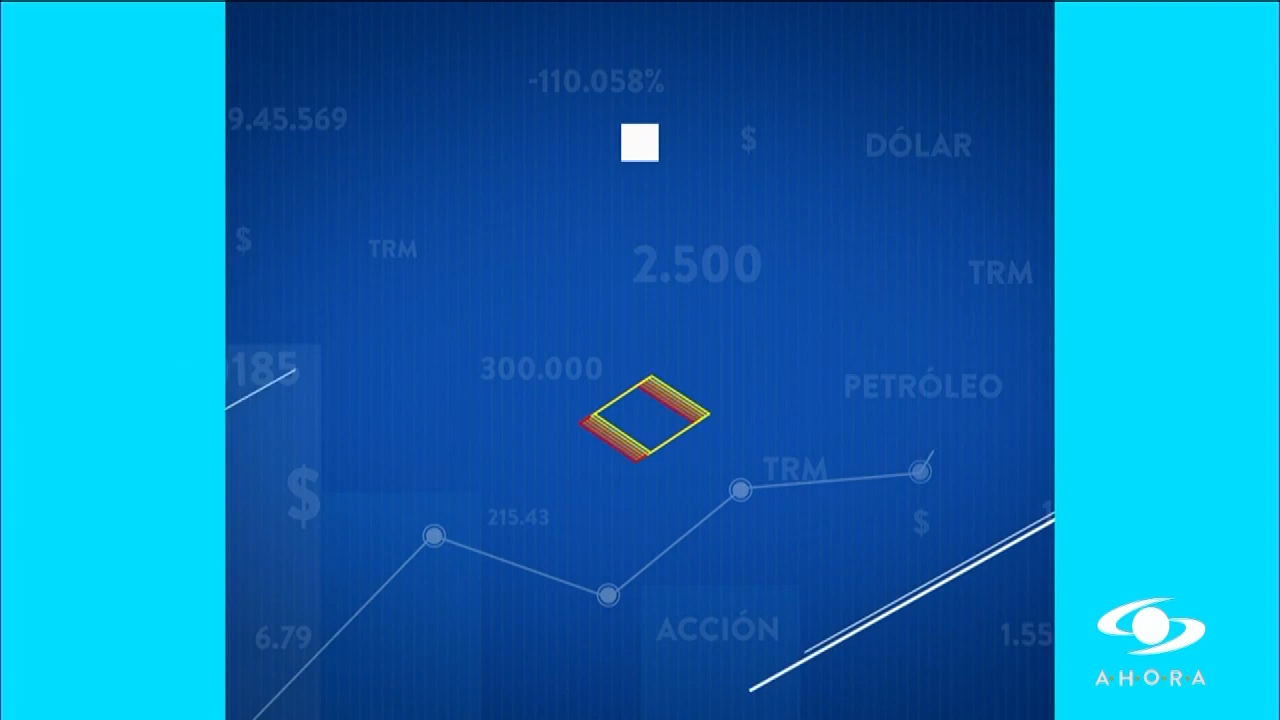 -110.058%
9.45.569
$
DÓLAR
$
TRM
2.500
TRM
185
300.000
PETRÓLEO
TRM
$
215.43
$
6.79
ACCIÓN
1.55
A·H·O·R·A